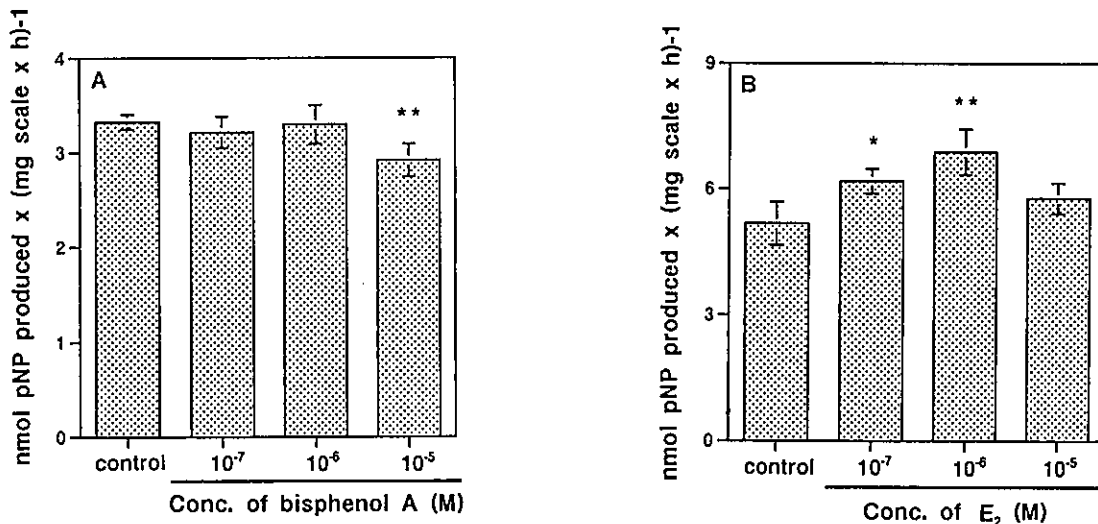 nmol pNP produced x (mg scale x h)-1
A
4
3
2
1
0
**
control 10⁻⁷ 10⁻⁶ 10⁻⁵
Conc. of bisphenol A (M)
nmol pNP produced x (mg scale x h)-1
B
9
6
3
0
* **
control 10⁻⁷ 10⁻⁶ 10⁻⁵
Conc. of E₂ (M)